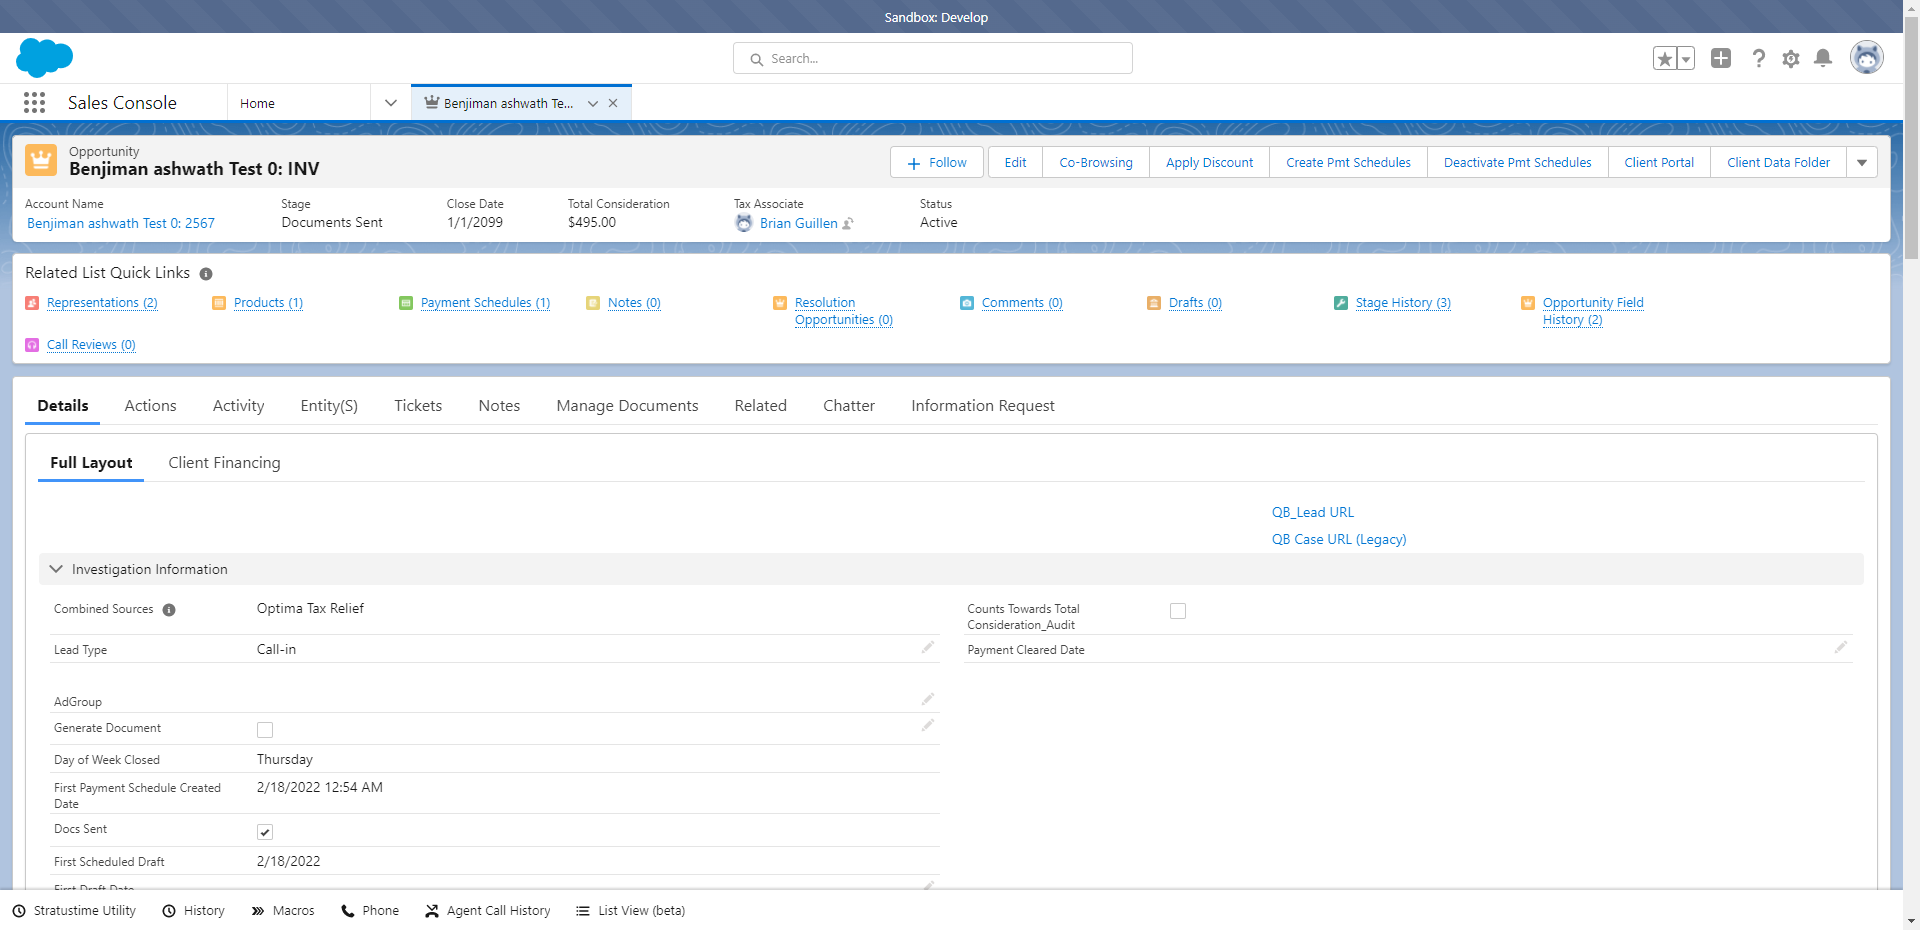 Sandbox: Develop
Search...
Sales Console
Home
Benjiman ashwath Te...
Opportunity
Benjiman ashwath Test 0: INV
Follow
Edit
Co-Browsing
Apply Discount
Create Pmt Schedules
Deactivate Pmt Schedules
Client Portal
Client Data Folder
Account Name
Stage
Close Date
Total Consideration
Tax Associate
Status
Benjiman ashwath Test 0: 2567
Documents Sent
1/1/2099
$495.00
Brian Guillen
Active
Related List Quick Links
Representations (2)
Products (1)
Payment Schedules (1)
Notes (0)
Resolution
Opportunities (0)
Comments (0)
Drafts (0)
Stage History (3)
Opportunity Field
History (2)
Call Reviews (0)
Details
Actions
Activity
Entity(S)
Tickets
Notes
Manage Documents
Related
Chatter
Information Request
Full Layout
Client Financing
QB_Lead URL
QB Case URL (Legacy)
Investigation Information
Combined Sources
Optima Tax Relief
Counts Towards Total
Consideration_Audit
Lead Type
Call-in
Payment Cleared Date
AdGroup
Generate Document
Day of Week Closed
Thursday
First Payment Schedule Created
Date
2/18/2022 12:54 AM
Docs Sent
First Scheduled Draft
2/18/2022
First Draft Date
Stratustime Utility
History
Macros
Phone
Agent Call History
List View (beta)